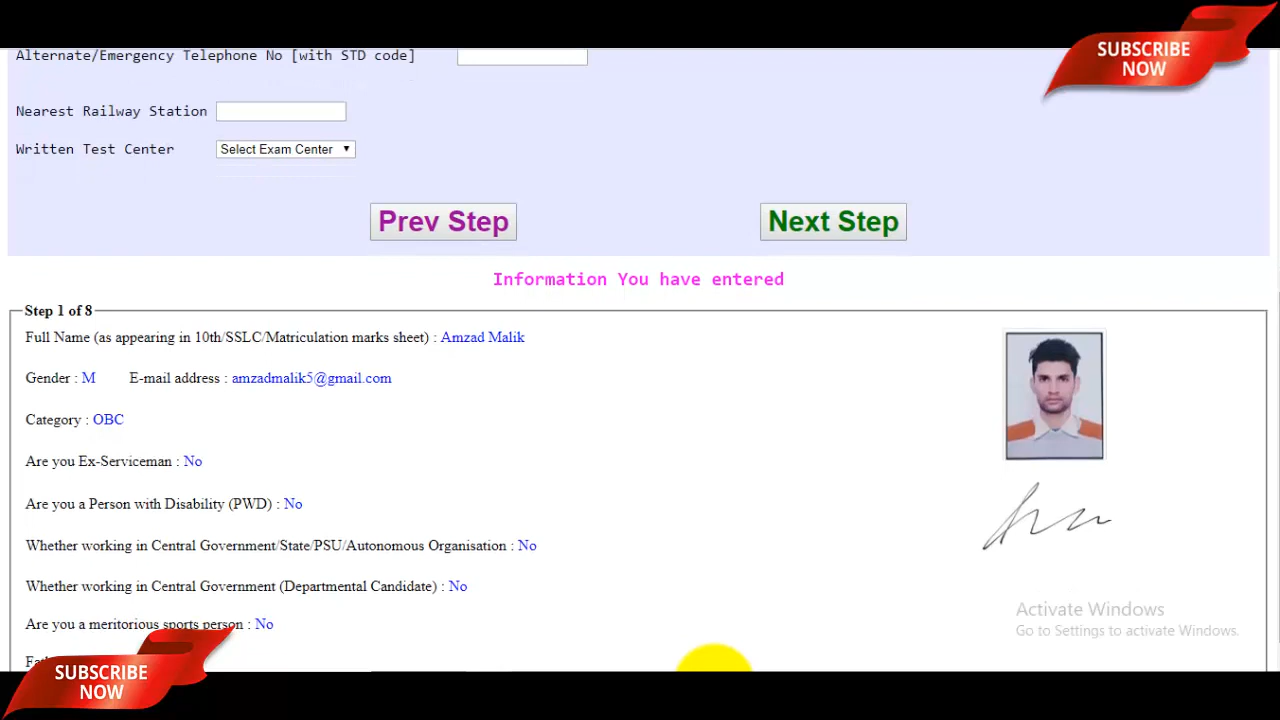 Alternate/Emergency Telephone No [with STD code]
SUBSCRIBE
NOW
Nearest Railway Station
Written Test Center Select Exam Center
Prev Step Next Step
Information You have entered
Step 1 of 8
Full Name (as appearing in 10th/SSLC/Matriculation marks sheet) : Amzad Malik
Gender : M E-mail address : amzadmalik5@gmail.com
Category : OBC
Are you Ex-Serviceman : No
Are you a Person with Disability (PWD) : No
Whether working in Central Government/State/PSU/Autonomous Organisation : No
Whether working in Central Government (Departmental Candidate) : No
Activate Windows
Go to Settings to activate Windows.
Are you a meritorious sports person : No
SUBSCRIBE
NOW